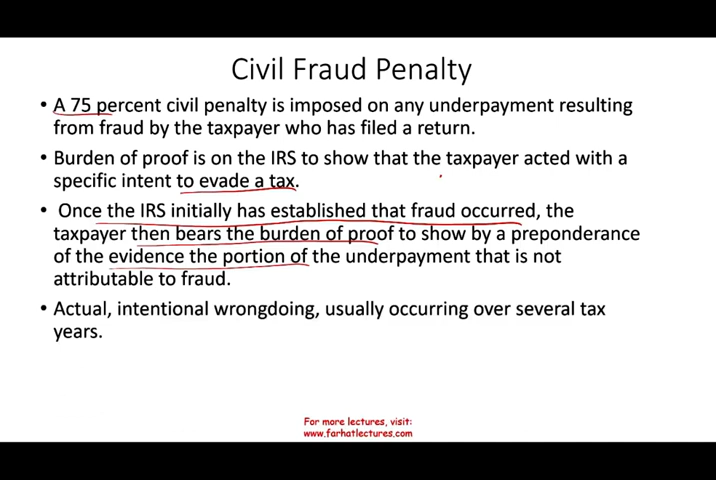 Civil Fraud Penalty
• A 75 percent civil penalty is imposed on any underpayment resulting
from fraud by the taxpayer who has filed a return.
• Burden of proof is on the IRS to show that the taxpayer acted with a
specific intent to evade a tax.
• Once the IRS initially has established that fraud occurred, the
taxpayer then bears the burden of proof to show by a preponderance
of the evidence the portion of the underpayment that is not
attributable to fraud.
• Actual, intentional wrongdoing, usually occurring over several tax
years.
For more lectures, visit:
www.farhatlectures.com